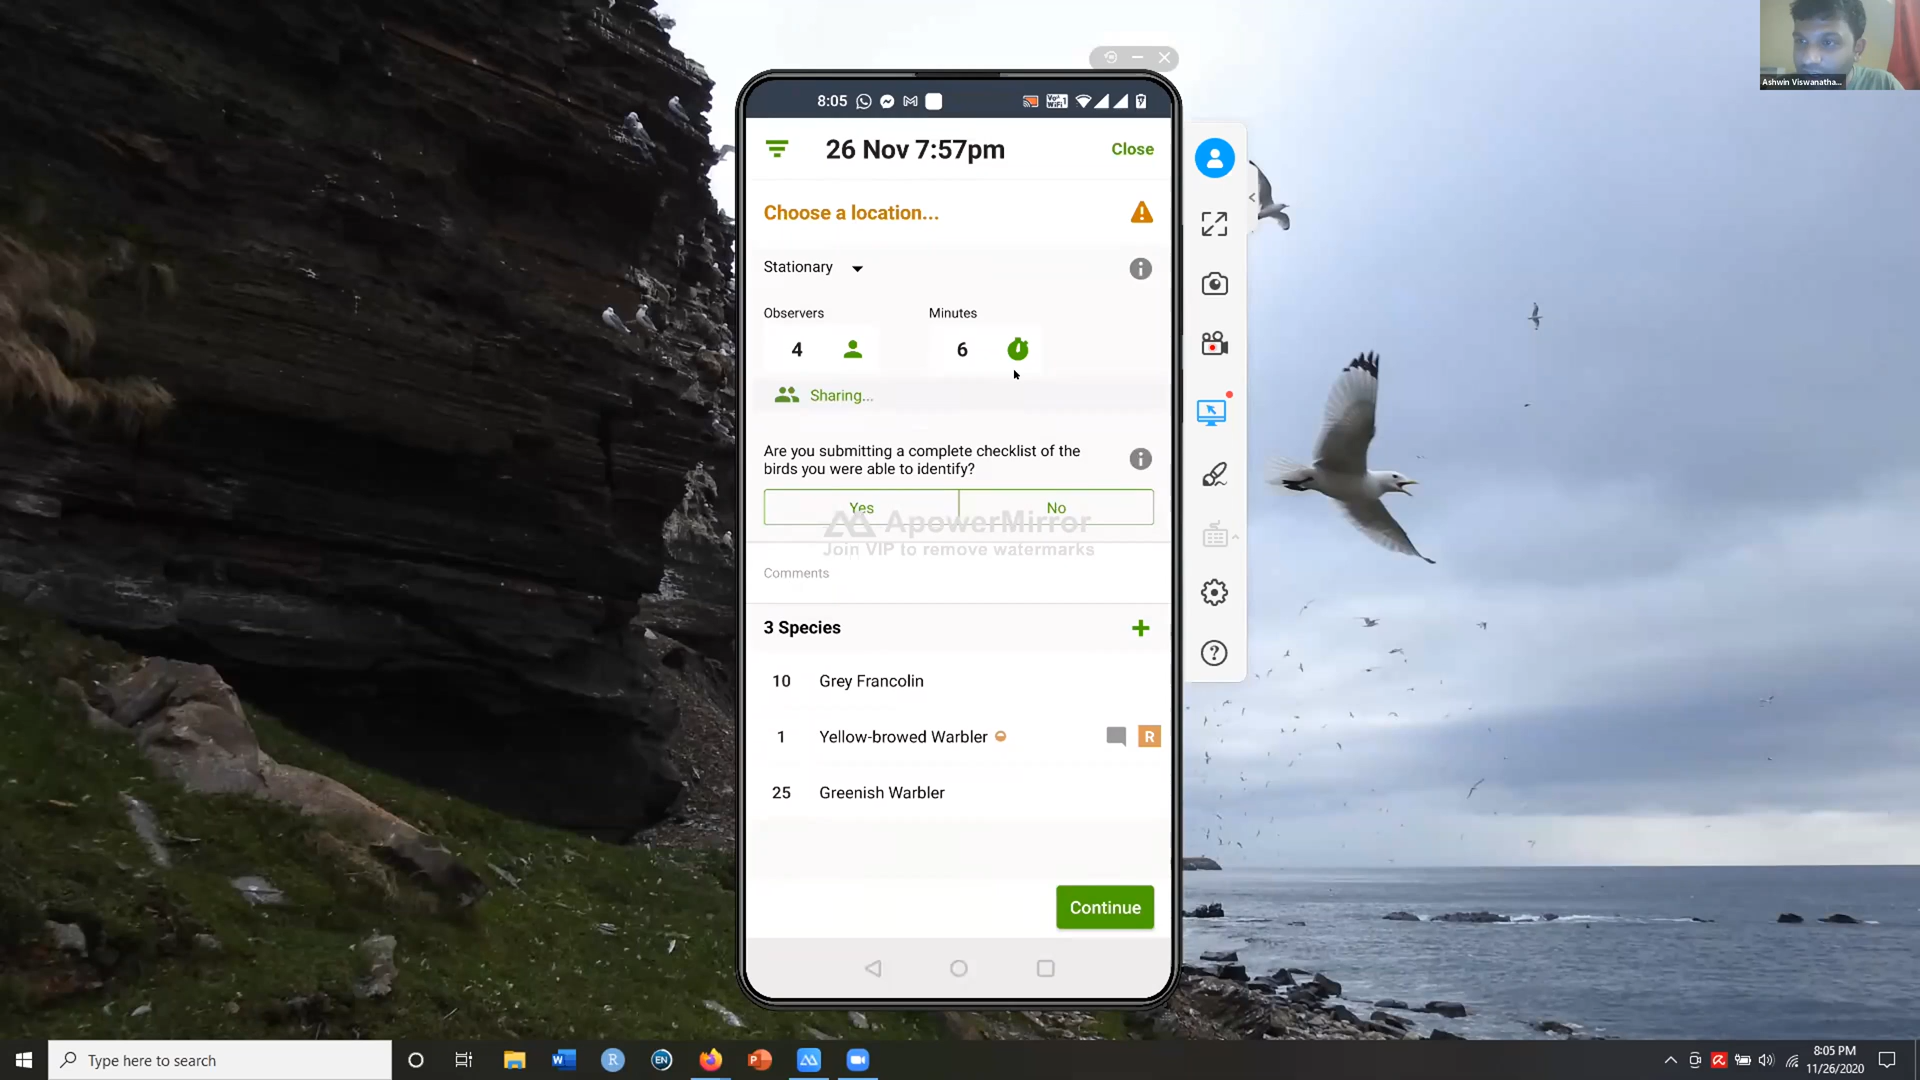 Ashwin Viswanatha...
8:05
Vo WiFi
26 Nov 7:57pm
Close
Choose a location...
Stationary
Observers
Minutes
4
6
Sharing...
Are you submitting a complete checklist of the
birds you were able to identify?
Yes
No
ApowerMirror
Join VIP to remove watermarks
Comments
3 Species
10 Grey Francolin
1 Yellow-browed Warbler R
25 Greenish Warbler
Continue
Type here to search
W
R
EN
P
8:05 PM
11/26/2020